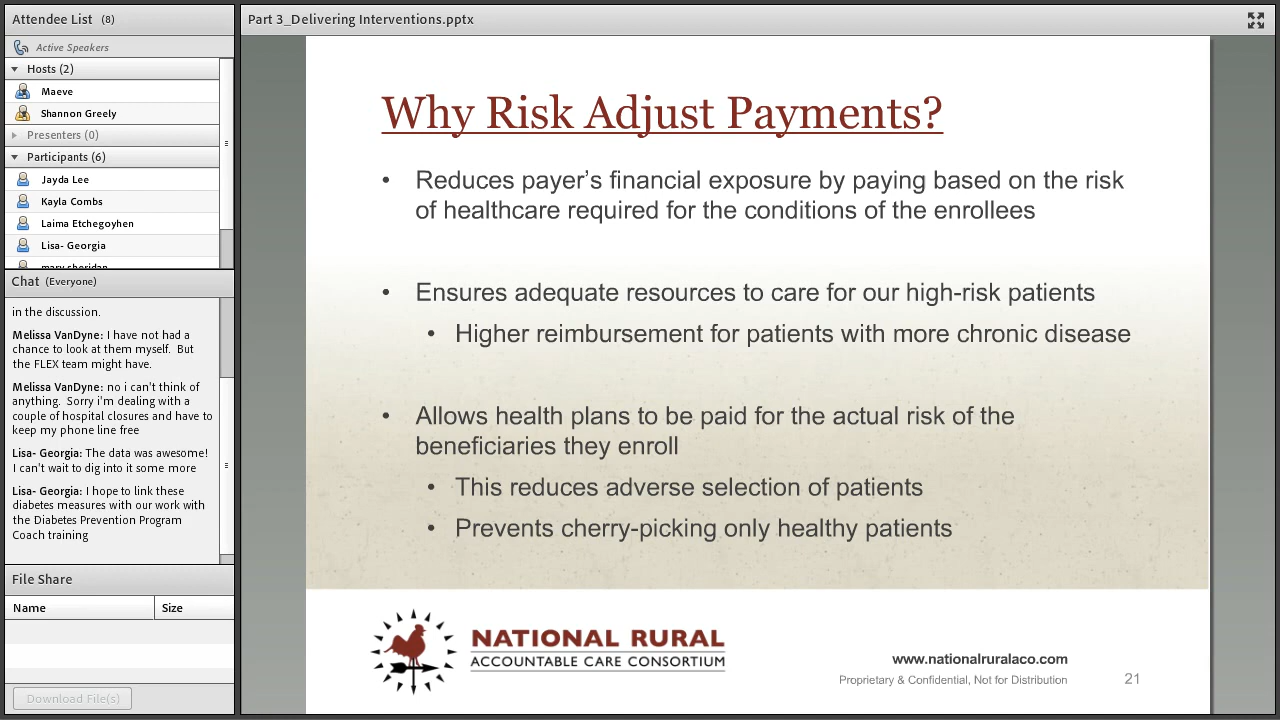 Attendee List (8)
Active Speakers
Hosts (2)
Maeve
Shannon Greely
Presenters (0)
Participants (6)
Jayda Lee
Kayla Combs
Laima Etchegoyhen
Lisa- Georgia
mary sheridan
Chat (Everyone)
in the discussion.
Melissa VanDyne: I have not had a
chance to look at them myself. But
the FLEX team might have.
Melissa VanDyne: no i can't think of
anything. Sorry i'm dealing with a
couple of hospital closures and have to
keep my phone line free
Lisa- Georgia: The data was awesome!
I can't wait to dig into it some more
Lisa- Georgia: I hope to link these
diabetes measures with our work with
the Diabetes Prevention Program
Coach training
File Share
Name Size
Download File(s)
Part 3_Delivering Interventions.pptx
Why Risk Adjust Payments?
• Reduces payer’s financial exposure by paying based on the risk
of healthcare required for the conditions of the enrollees
• Ensures adequate resources to care for our high-risk patients
• Higher reimbursement for patients with more chronic disease
• Allows health plans to be paid for the actual risk of the
beneficiaries they enroll
• This reduces adverse selection of patients
• Prevents cherry-picking only healthy patients
NATIONAL RURAL
ACCOUNTABLE CARE CONSORTIUM
www.nationalruralaco.com
Proprietary & Confidential, Not for Distribution
21